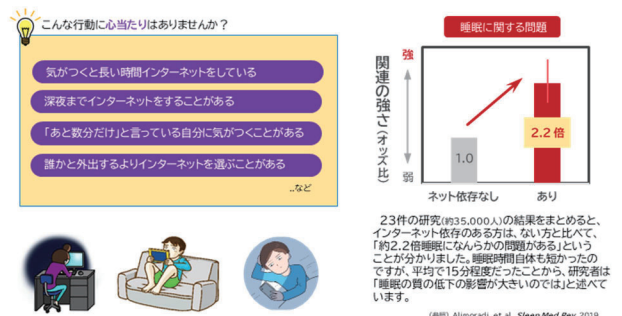 こんな行動に心当たりはありませんか？
気がつくと長い時間インターネットをしている
深夜までインターネットをすることがある
「あと数分だけ」と言っている自分に気がつくことがある
誰かと外出するよりインターネットを選ぶことがある
...など
睡眠に関する問題
関連の強さ（オッズ比）
強
弱
1.0
2.2 倍
ネット依存なし
あり
23件の研究(約35,000人)の結果をまとめると、
インターネット依存のある方は、ない方と比べて、
「約2.2倍睡眠になんらかの問題がある」という
ことが分かりました。睡眠時間自体も短かったの
ですが、平均で15分程度だったことから、研究者は
「睡眠の質の低下の影響が大きいのでは」と述べて
います。
(参照) Alimoradi, et al., Sleep Med Rev, 2019